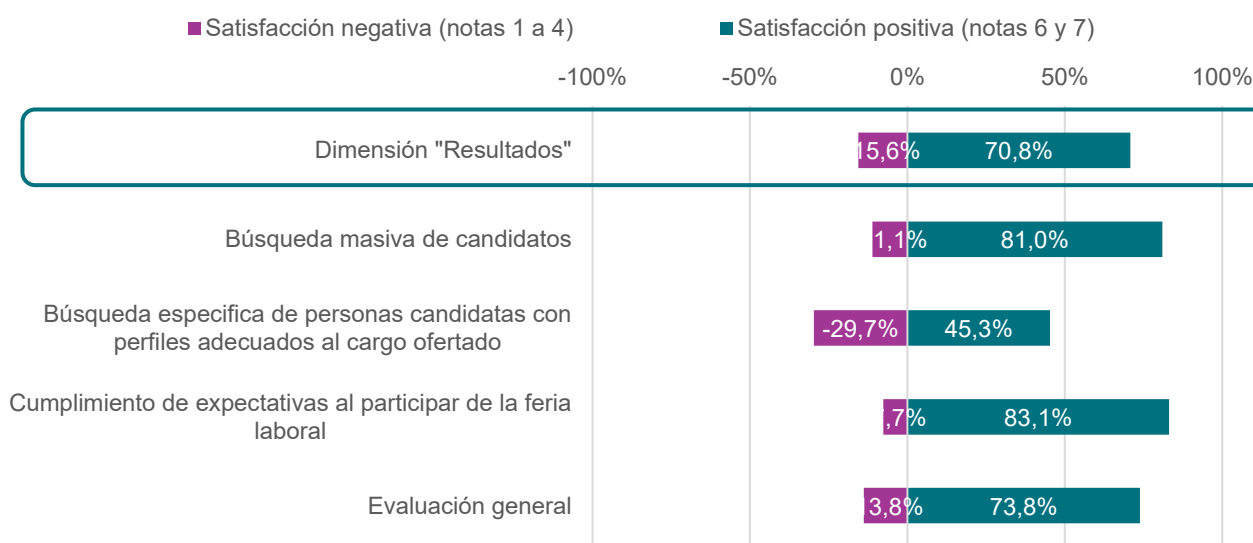 Satisfacción negativa (notas 1 a 4) Satisfacción positiva (notas 6 y 7)
-100% -50% 0% 50% 100%
Dimensión "Resultados" 15,6% 70,8%
Búsqueda masiva de candidatos 1,1% 81,0%
Búsqueda especifica de personas candidatas con
perfiles adecuados al cargo ofertado
-29,7% 45,3%
Cumplimiento de expectativas al participar de la feria
laboral
,7% 83,1%
Evaluación general 3,8% 73,8%